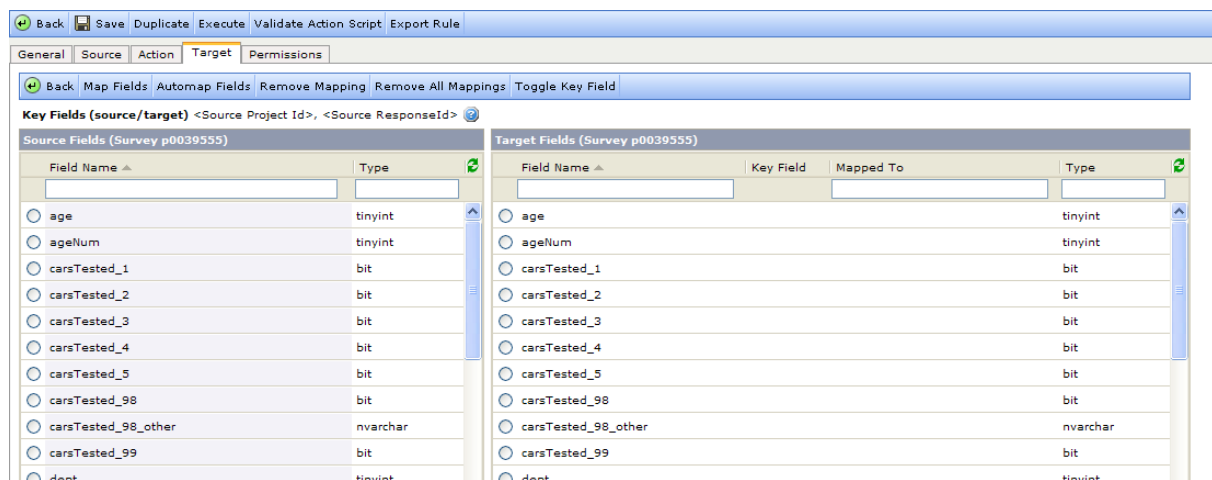 Back Save Duplicate Execute Validate Action Script Export Rule
General Source Action Target Permissions
Back Map Fields Automap Fields Remove Mapping Remove All Mappings Toggle Key Field
Key Fields (source/target) <Source Project Id>, <Source ResponseId>
Source Fields (Survey p0039555) Target Fields (Survey p0039555)
Field Name Type Field Name Key Field Mapped To Type
age tinyint age tinyint
ageNum tinyint ageNum tinyint
carsTested_1 bit carsTested_1 bit
carsTested_2 bit carsTested_2 bit
carsTested_3 bit carsTested_3 bit
carsTested_4 bit carsTested_4 bit
carsTested_5 bit carsTested_5 bit
carsTested_98 bit carsTested_98 bit
carsTested_98_other nvarchar carsTested_98_other nvarchar
carsTested_99 bit carsTested_99 bit
dept tinyint dept tinyint